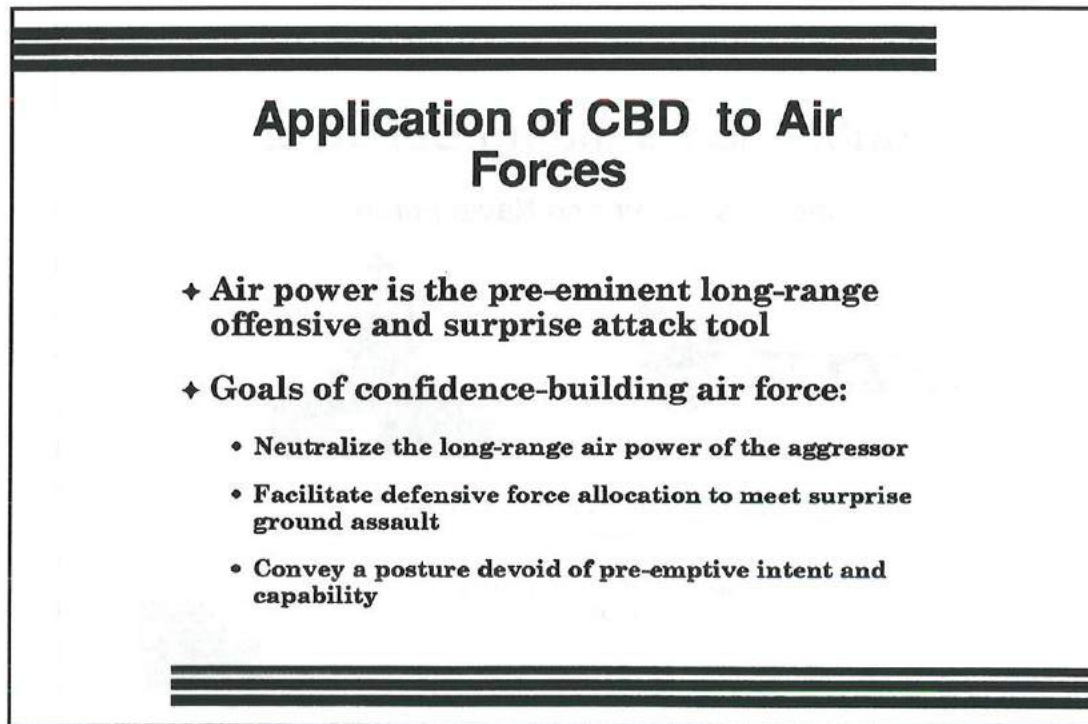 Application of CBD to Air
Forces
✦ Air power is the pre-eminent long-range
offensive and surprise attack tool
✦ Goals of confidence-building air force:
• Neutralize the long-range air power of the aggressor
• Facilitate defensive force allocation to meet surprise
ground assault
• Convey a posture devoid of pre-emptive intent and
capability